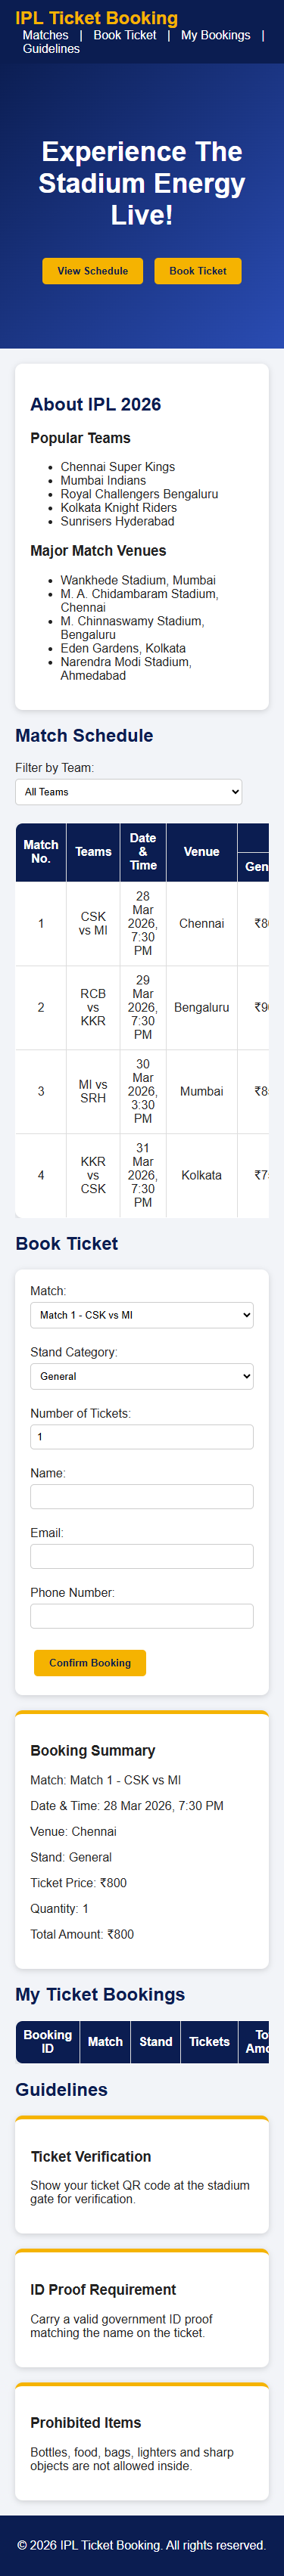 IPL Ticket Booking
Matches | Book Ticket | My Bookings |
Guidelines
Experience The
Stadium Energy
Live!
View Schedule Book Ticket
About IPL 2026
Popular Teams
• Chennai Super Kings
• Mumbai Indians
• Royal Challengers Bengaluru
• Kolkata Knight Riders
• Sunrisers Hyderabad
Major Match Venues
• Wankhede Stadium, Mumbai
• M. A. Chidambaram Stadium,
Chennai
• M. Chinnaswamy Stadium,
Bengaluru
• Eden Gardens, Kolkata
• Narendra Modi Stadium,
Ahmedabad
Match Schedule
Filter by Team:
All Teams
Match No. Teams Date & Time Venue
1 CSK vs MI 28 Mar 2026, 7:30 PM Chennai
2 RCB vs KKR 29 Mar 2026, 7:30 PM Bengaluru
3 MI vs SRH 30 Mar 2026, 3:30 PM Mumbai
4 KKR vs CSK 31 Mar 2026, 7:30 PM Kolkata
Book Ticket
Match:
Match 1 - CSK vs MI
Stand Category:
General
Number of Tickets:
1
Name:
Email:
Phone Number:
Confirm Booking
Booking Summary
Match: Match 1 - CSK vs MI
Date & Time: 28 Mar 2026, 7:30 PM
Venue: Chennai
Stand: General
Ticket Price: ₹800
Quantity: 1
Total Amount: ₹800
My Ticket Bookings
Booking ID Match Stand Tickets
Guidelines
Ticket Verification
Show your ticket QR code at the stadium
gate for verification.
ID Proof Requirement
Carry a valid government ID proof
matching the name on the ticket.
Prohibited Items
Bottles, food, bags, lighters and sharp
objects are not allowed inside.
© 2026 IPL Ticket Booking. All rights reserved.